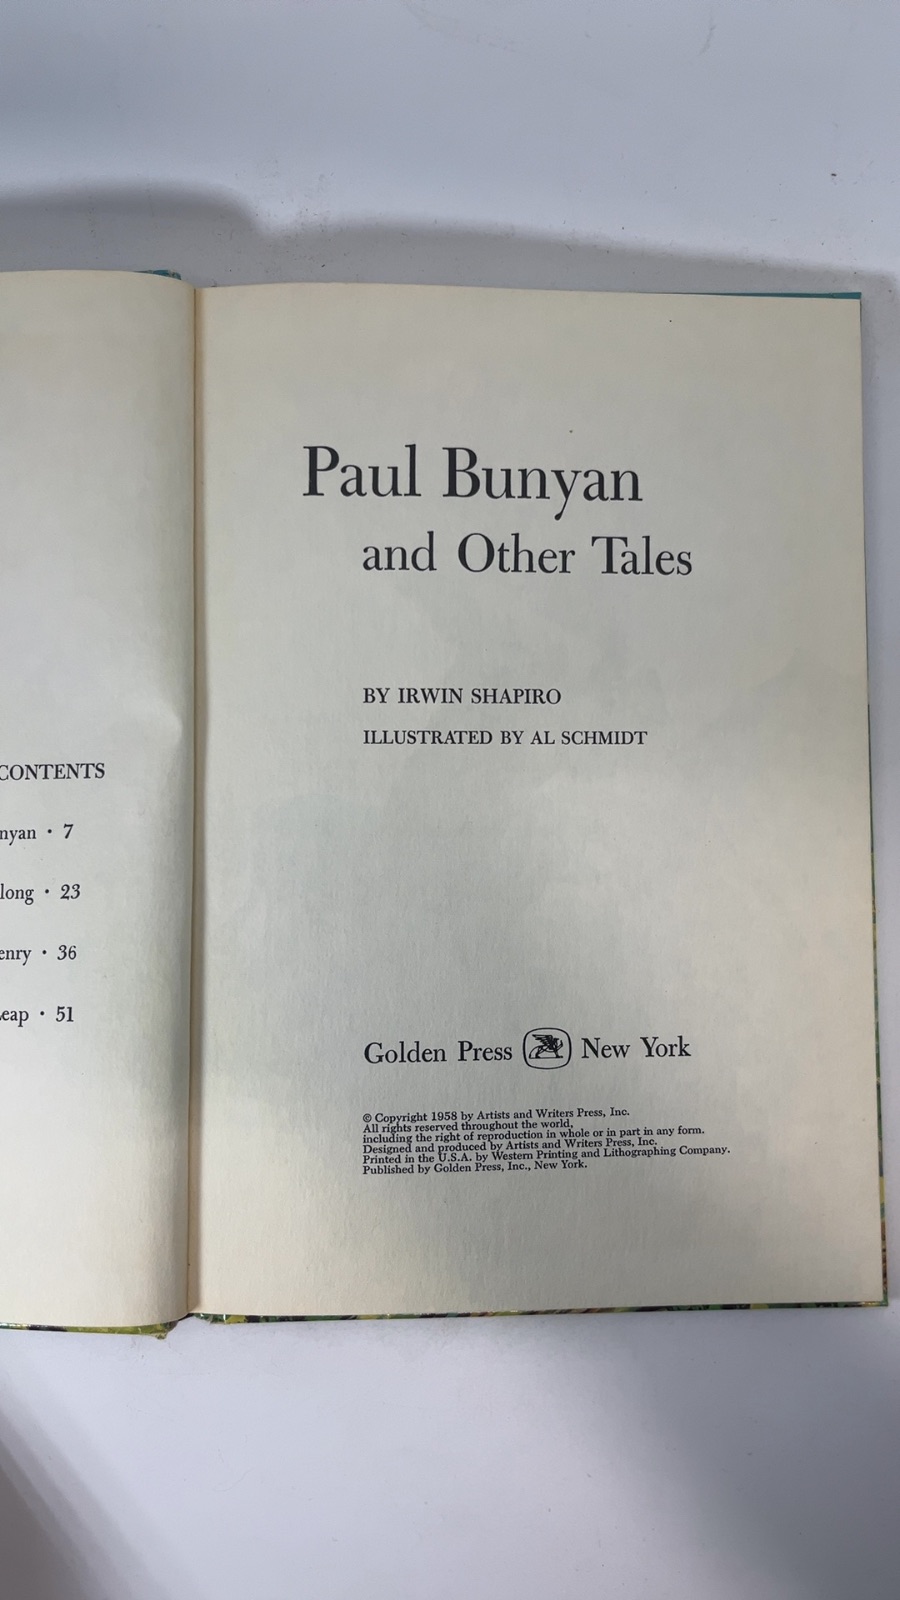 CONTENTS
nyan • 7
long • 23
enry • 36
eap • 51
Paul Bunyan
and Other Tales
BY IRWIN SHAPIRO
ILLUSTRATED BY AL SCHMIDT
Golden Press New York
© Copyright 1958 by Artists and Writers Press, Inc.
All rights reserved throughout the world,
including the right of reproduction in whole or in part in any form.
Designed and produced by Artists and Writers Press, Inc.
Printed in the U.S.A. by Western Printing and Lithographing Company.
Published by Golden Press, Inc., New York.